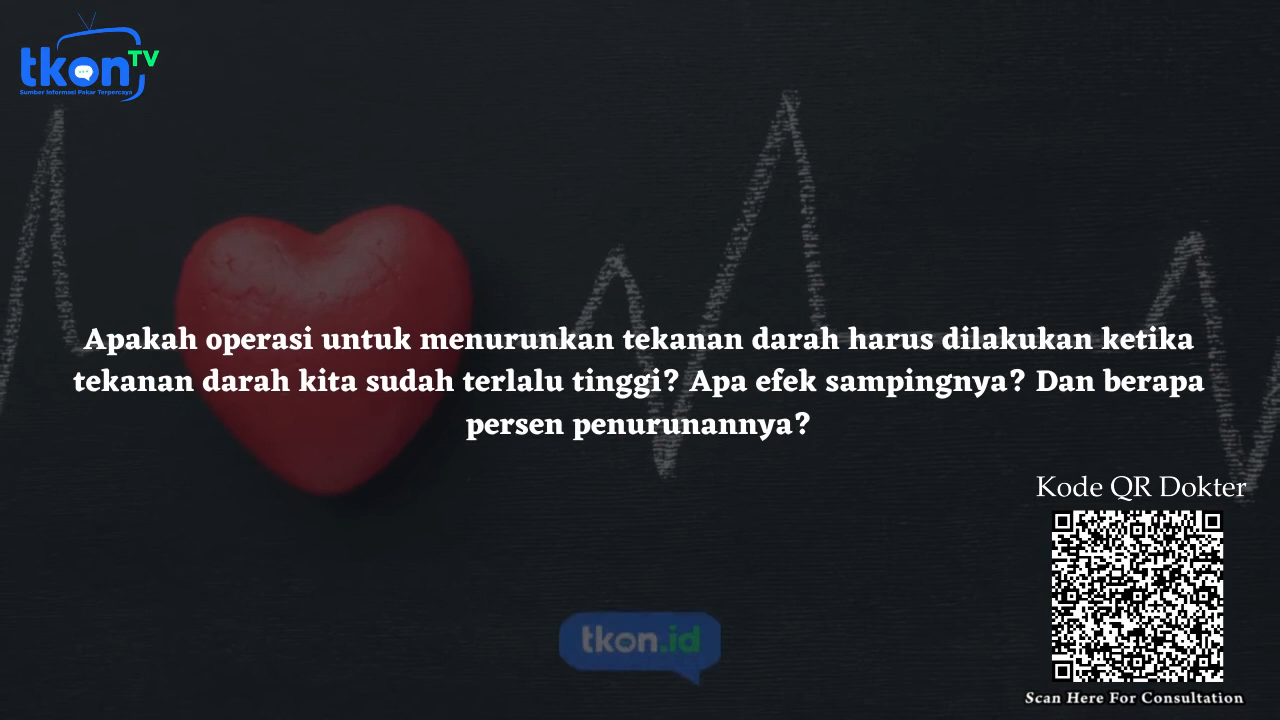 tkon TV
Sumber Informasi Pakar Terpercaya
Apakah operasi untuk menurunkan tekanan darah harus dilakukan ketika
tekanan darah kita sudah terlalu tinggi? Apa efek sampingnya? Dan berapa
persen penurunannya?
Kode QR Dokter
tkon.id
Scan Here For Consultation